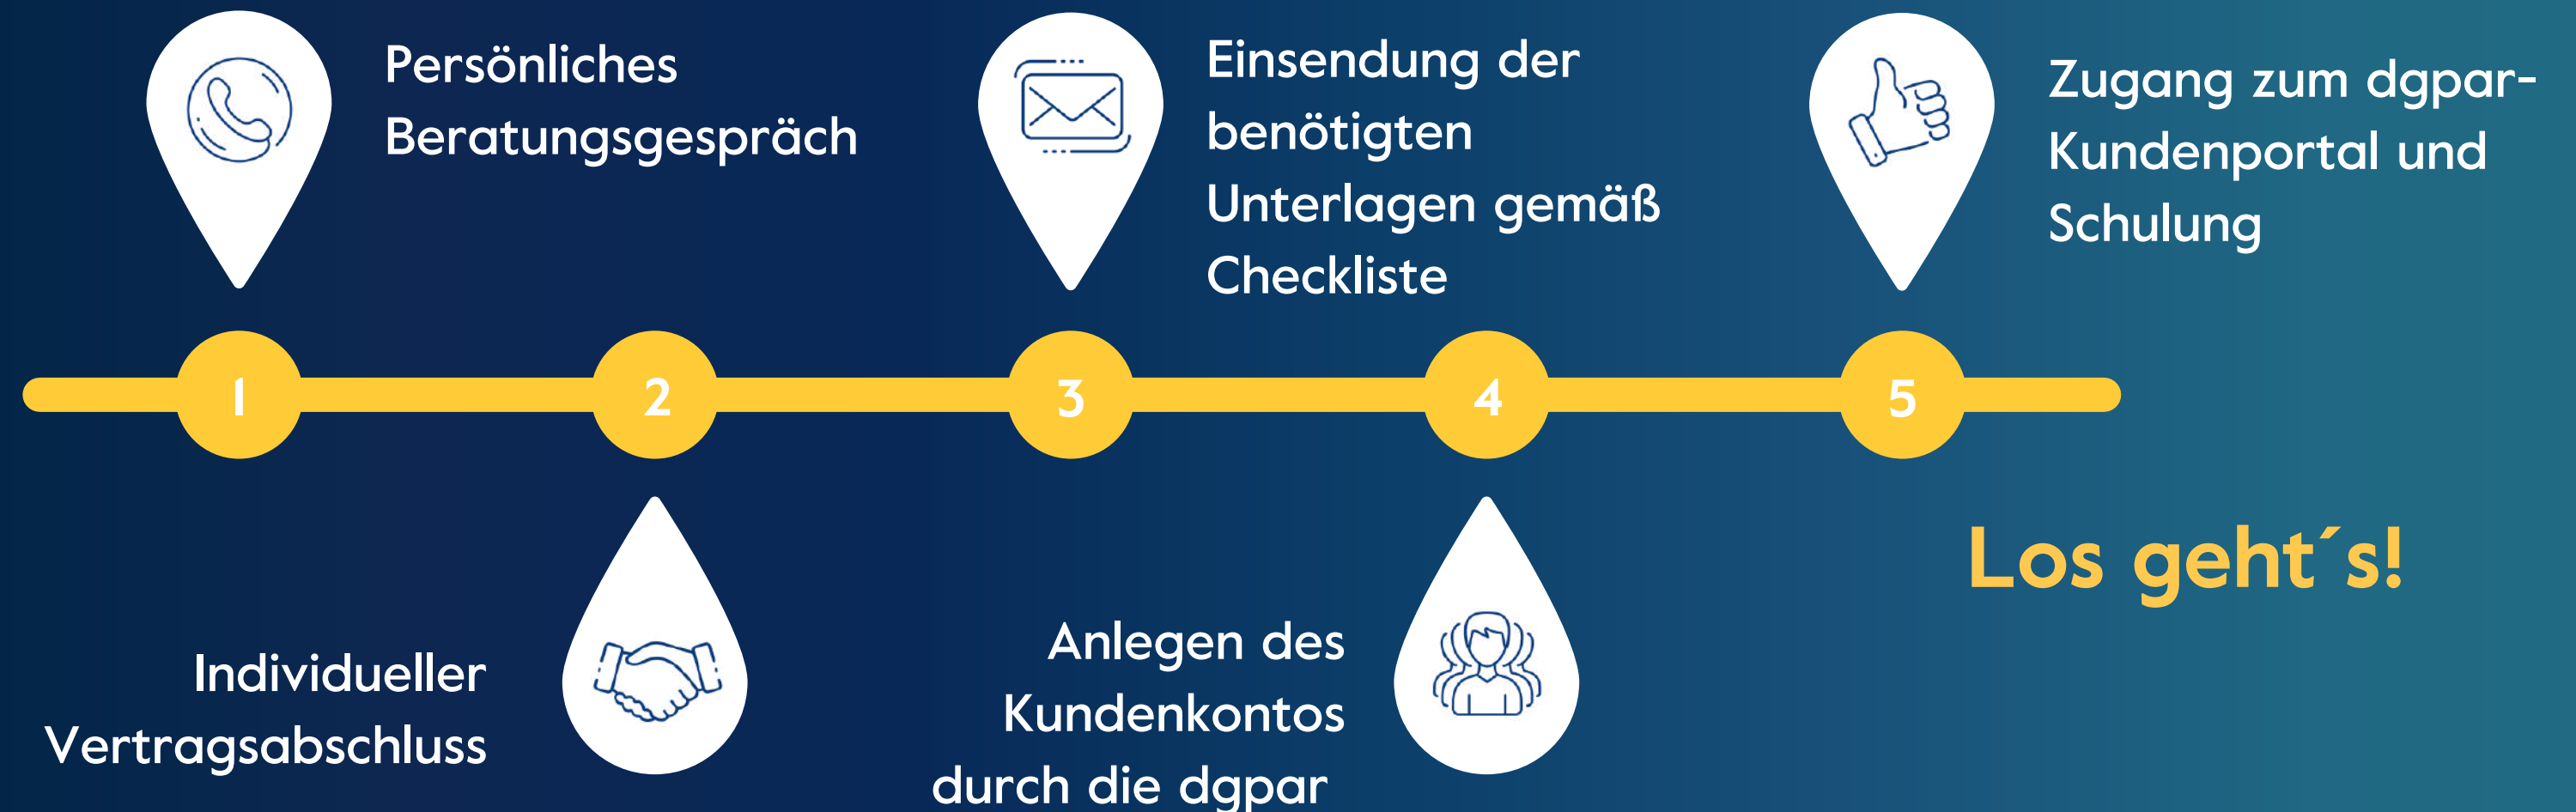 Persönliches
Beratungsgespräch
Einsendung der
benötigten
Unterlagen gemäß
Checkliste
Zugang zum dgpar-
Kundenportal und
Schulung
1
2
3
4
5
Individueller
Vertragsabschluss
Anlegen des
Kundenkontos
durch die dgpar
Los geht´s!